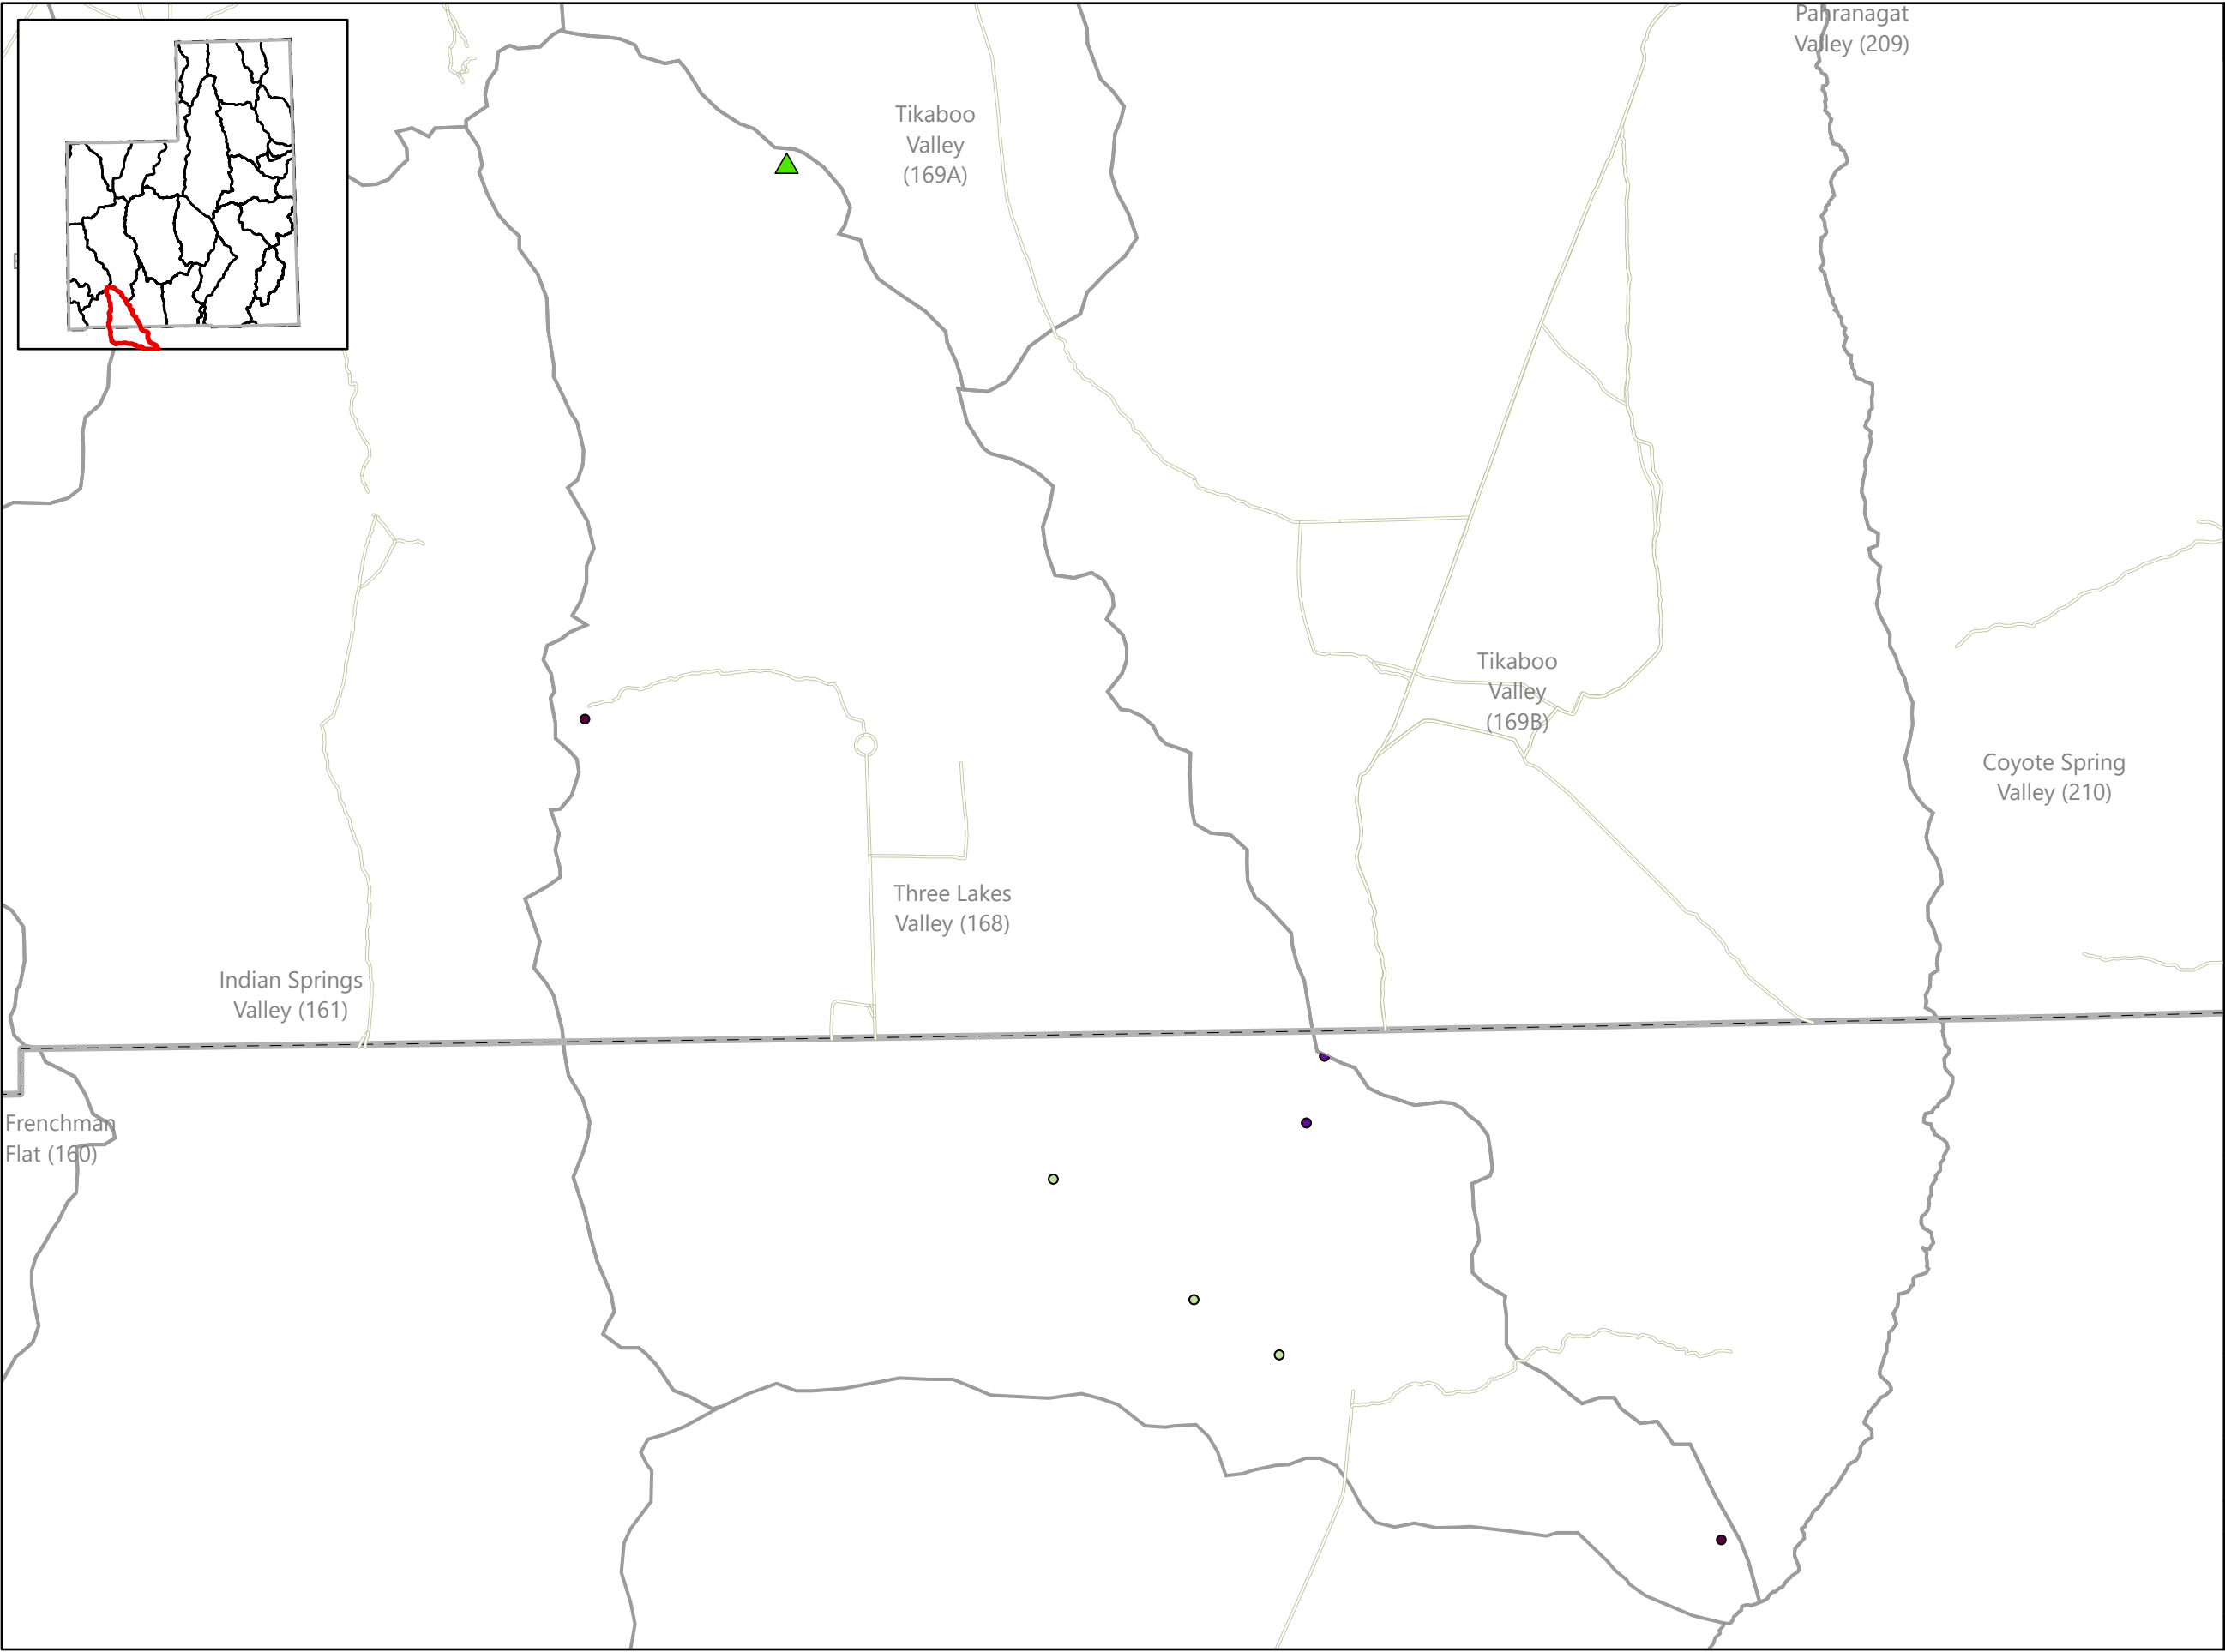 Pahranagat
Valley (209)
Tikaboo
Valley
(169A)
Tikaboo
Valley
(169B)
Coyote Spring
Valley (210)
Three Lakes
Valley (168)
Indian Springs
Valley (161)
Frenchman
Flat (160)